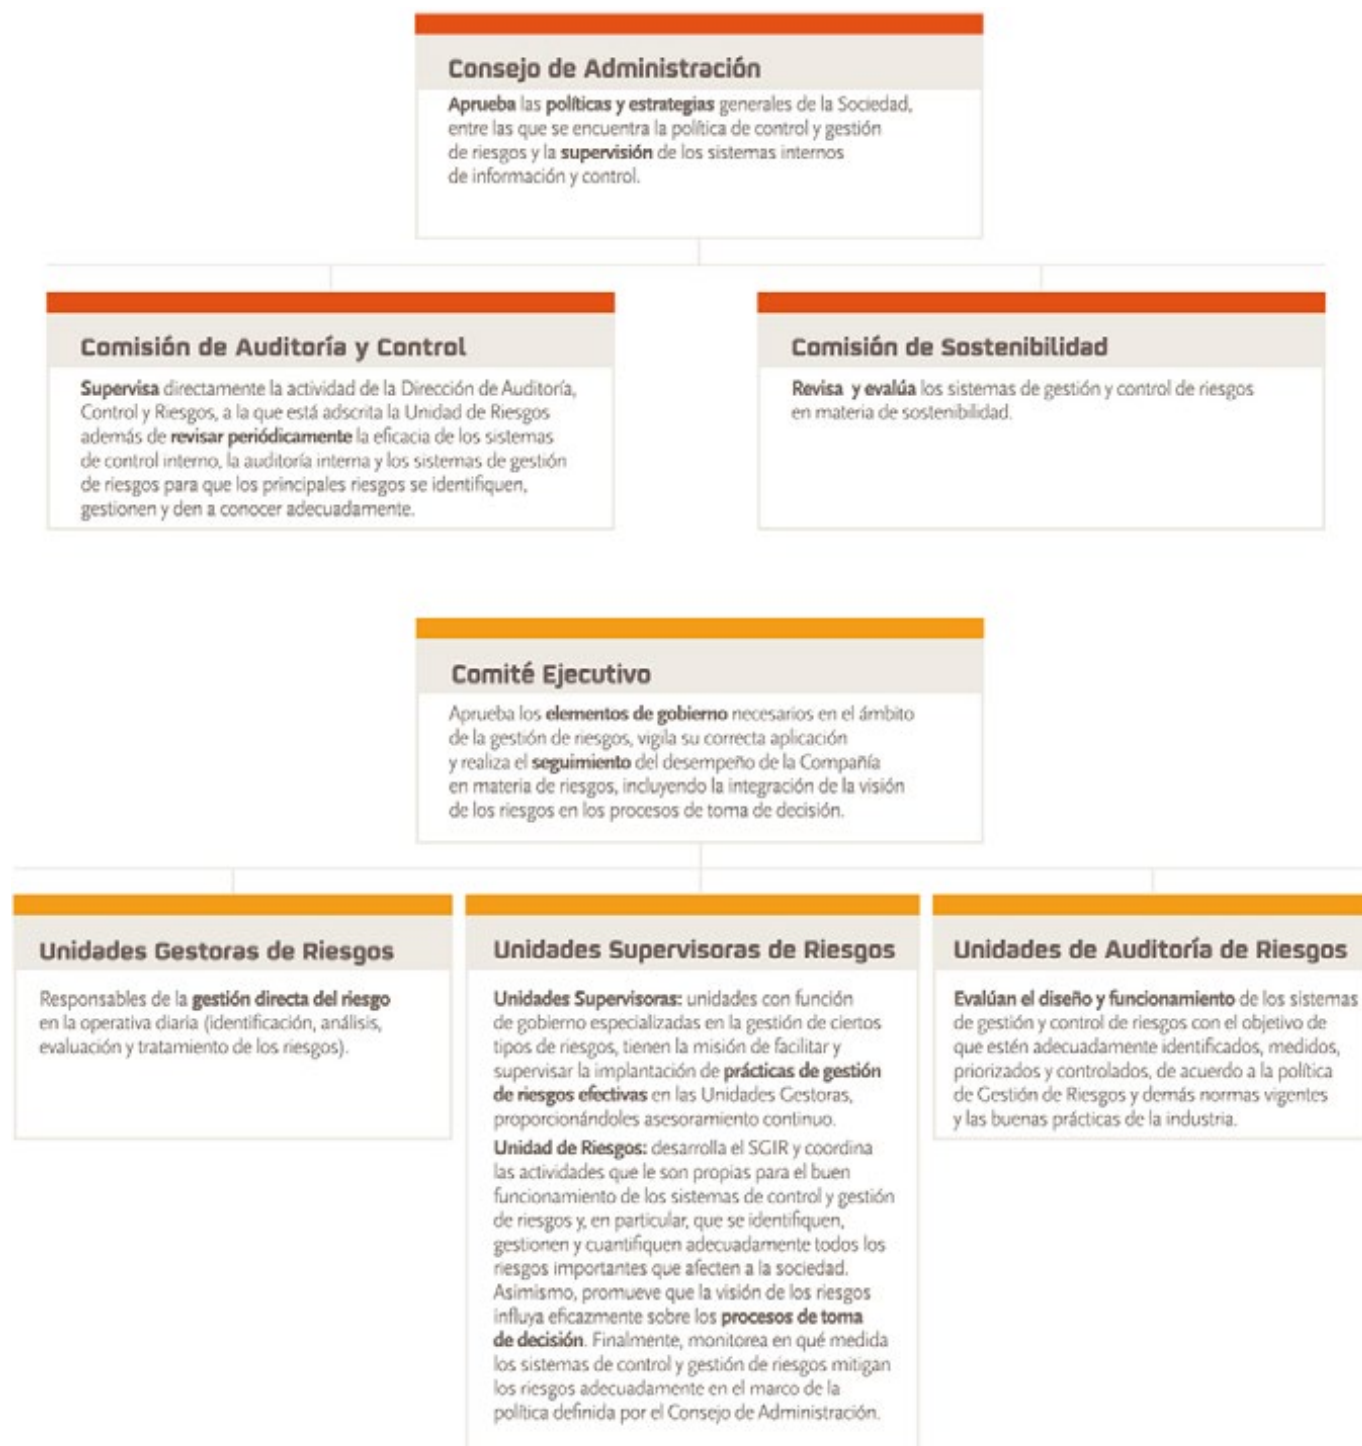 Consejo de Administración
Aprueba las políticas y estrategias generales de la Sociedad,
entre las que se encuentra la política de control y gestión
de riesgos y la supervisión de los sistemas internos
de información y control.
Comisión de Auditoría y Control
Supervisa directamente la actividad de la Dirección de Auditoría,
Control y Riesgos, a la que está adscrita la Unidad de Riesgos
además de revisar periódicamente la eficacia de los sistemas
de control interno, la auditoría interna y los sistemas de gestión
de riesgos para que los principales riesgos se identifiquen,
gestionen y den a conocer adecuadamente.
Comisión de Sostenibilidad
Revisa y evalúa los sistemas de gestión y control de riesgos
en materia de sostenibilidad.
Comité Ejecutivo
Aprueba los elementos de gobierno necesarios en el ámbito
de la gestión de riesgos, vigila su correcta aplicación
y realiza el seguimiento del desempeño de la Compañía
en materia de riesgos, incluyendo la integración de la visión
de los riesgos en los procesos de toma de decisión.
Unidades Gestoras de Riesgos
Responsables de la gestión directa del riesgo
en la operativa diaria (identificación, análisis,
evaluación y tratamiento de los riesgos).
Unidades Supervisoras de Riesgos
Unidades Supervisoras: unidades con función
de gobierno especializadas en la gestión de ciertos
tipos de riesgos, tienen la misión de facilitar y
supervisar la implantación de prácticas de gestión
de riesgos efectivas en las Unidades Gestoras,
proporcionándoles asesoramiento continuo.
Unidad de Riesgos: desarrolla el SGIR y coordina
las actividades que le son propias para el buen
funcionamiento de los sistemas de control y gestión
de riesgos y, en particular, que se identifiquen,
gestionen y cuantifiquen adecuadamente todos los
riesgos importantes que afecten a la sociedad.
Asimismo, promueve que la visión de los riesgos
influya eficazmente sobre los procesos de toma
de decisión. Finalmente, monitorea en qué medida
los sistemas de control y gestión de riesgos mitigan
los riesgos adecuadamente en el marco de la
política definida por el Consejo de Administración.
Unidades de Auditoría de Riesgos
Evalúan el diseño y funcionamiento de los sistemas
de gestión y control de riesgos con el objetivo de
que estén adecuadamente identificados, medidos,
priorizados y controlados, de acuerdo a la política
de Gestión de Riesgos y demás normas vigentes
y las buenas prácticas de la industria.